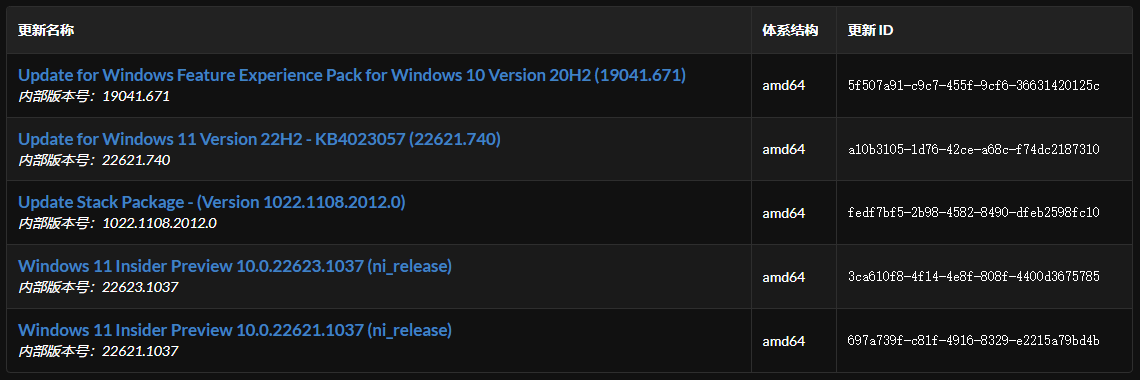 更新名称 体系结构 更新 ID
Update for Windows Feature Experience Pack for Windows 10 Version 20H2 (19041.671)
内部版本号：19041.671
amd64
5f507a91-c9c7-455f-9cf6-36631420125c
Update for Windows 11 Version 22H2 - KB4023057 (22621.740)
内部版本号：22621.740
amd64
a10b3105-1d76-42ce-a68c-f74dc2187310
Update Stack Package - (Version 1022.1108.2012.0)
内部版本号：1022.1108.2012.0
amd64
fedf7bf5-2b98-4582-8490-dfeb2598fc10
Windows 11 Insider Preview 10.0.22623.1037 (ni_release)
内部版本号：22623.1037
amd64
3ca610f8-4f14-4e8f-808f-4400d3675785
Windows 11 Insider Preview 10.0.22621.1037 (ni_release)
内部版本号：22621.1037
amd64
697a739f-c81f-4916-8329-e2215a79bd4b